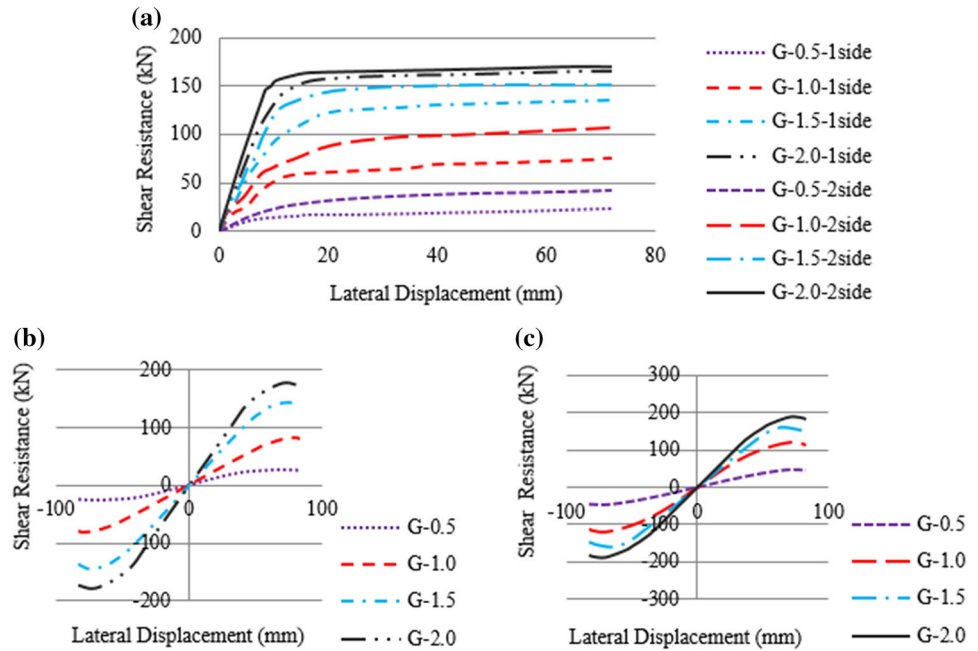 (a)
Shear Resistance (kN)
200
150
100
50
0
0 20 40 60 80
Lateral Displacement (mm)
G-0.5-1side
G-1.0-1side
G-1.5-1side
G-2.0-1side
G-0.5-2side
G-1.0-2side
G-1.5-2side
G-2.0-2side
(b)
Shear Resistance (kN)
200
100
0
-100 0 100
-100
-200
Lateral Displacement (mm)
G-0.5
G-1.0
G-1.5
G-2.0
(c)
Shear Resistance (kN)
300
200
100
0
-100 0 100
-100
-200
-300
Lateral Displacement (mm)
G-0.5
G-1.0
G-1.5
G-2.0